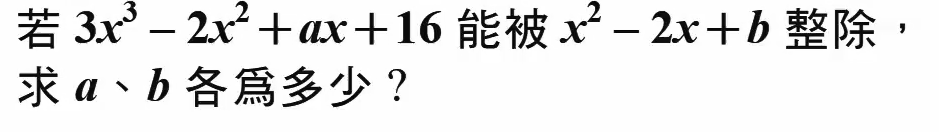 若 3x³ − 2x² + ax + 16 能被 x² − 2x + b 整除，
求 a、b 各爲多少？